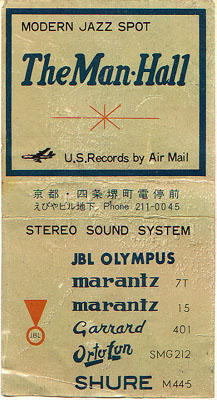 MODERN JAZZ SPOT
The Man-Hall
U.S. Records by Air Mail
京都・四条堺町電停前
えびやビル地下, Phone 211-0045
STEREO SOUND SYSTEM
JBL OLYMPUS
marantz 7T
marantz 15
Garrard 401
Ortofon SMG212
SHURE M44-5
JBL